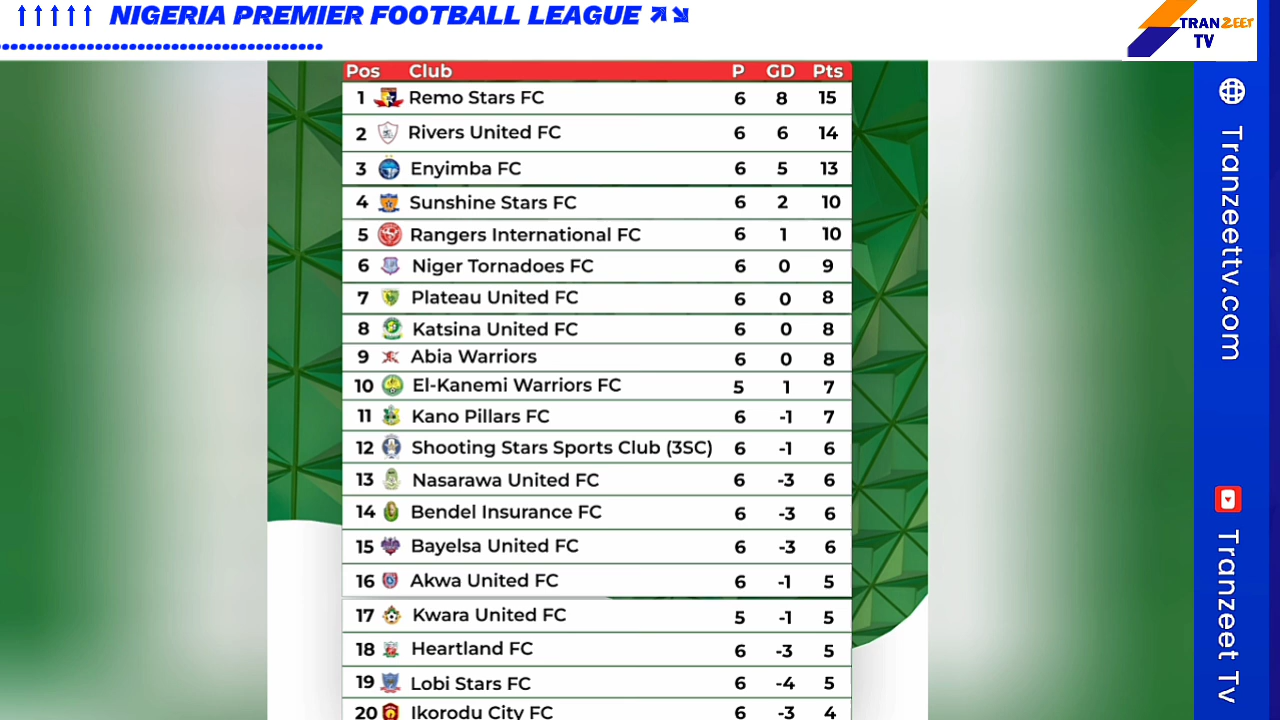 NIGERIA PREMIER FOOTBALL LEAGUE
TRANZEET
TV
Pos Club P GD Pts
1 Remo Stars FC 6 8 15
2 Rivers United FC 6 6 14
3 Enyimba FC 6 5 13
4 Sunshine Stars FC 6 2 10
5 Rangers International FC 6 1 10
6 Niger Tornadoes FC 6 0 9
7 Plateau United FC 6 0 8
8 Katsina United FC 6 0 8
9 Abia Warriors 6 0 8
10 El-Kanemi Warriors FC 5 1 7
11 Kano Pillars FC 6 -1 7
12 Shooting Stars Sports Club (3SC) 6 -1 6
13 Nasarawa United FC 6 -3 6
14 Bendel Insurance FC 6 -3 6
15 Bayelsa United FC 6 -3 6
16 Akwa United FC 6 -1 5
17 Kwara United FC 5 -1 5
18 Heartland FC 6 -3 5
19 Lobi Stars FC 6 -4 5
20 Ikorodu City FC 6 -3 4
Tranzeettv.com
Tranzeet Tv